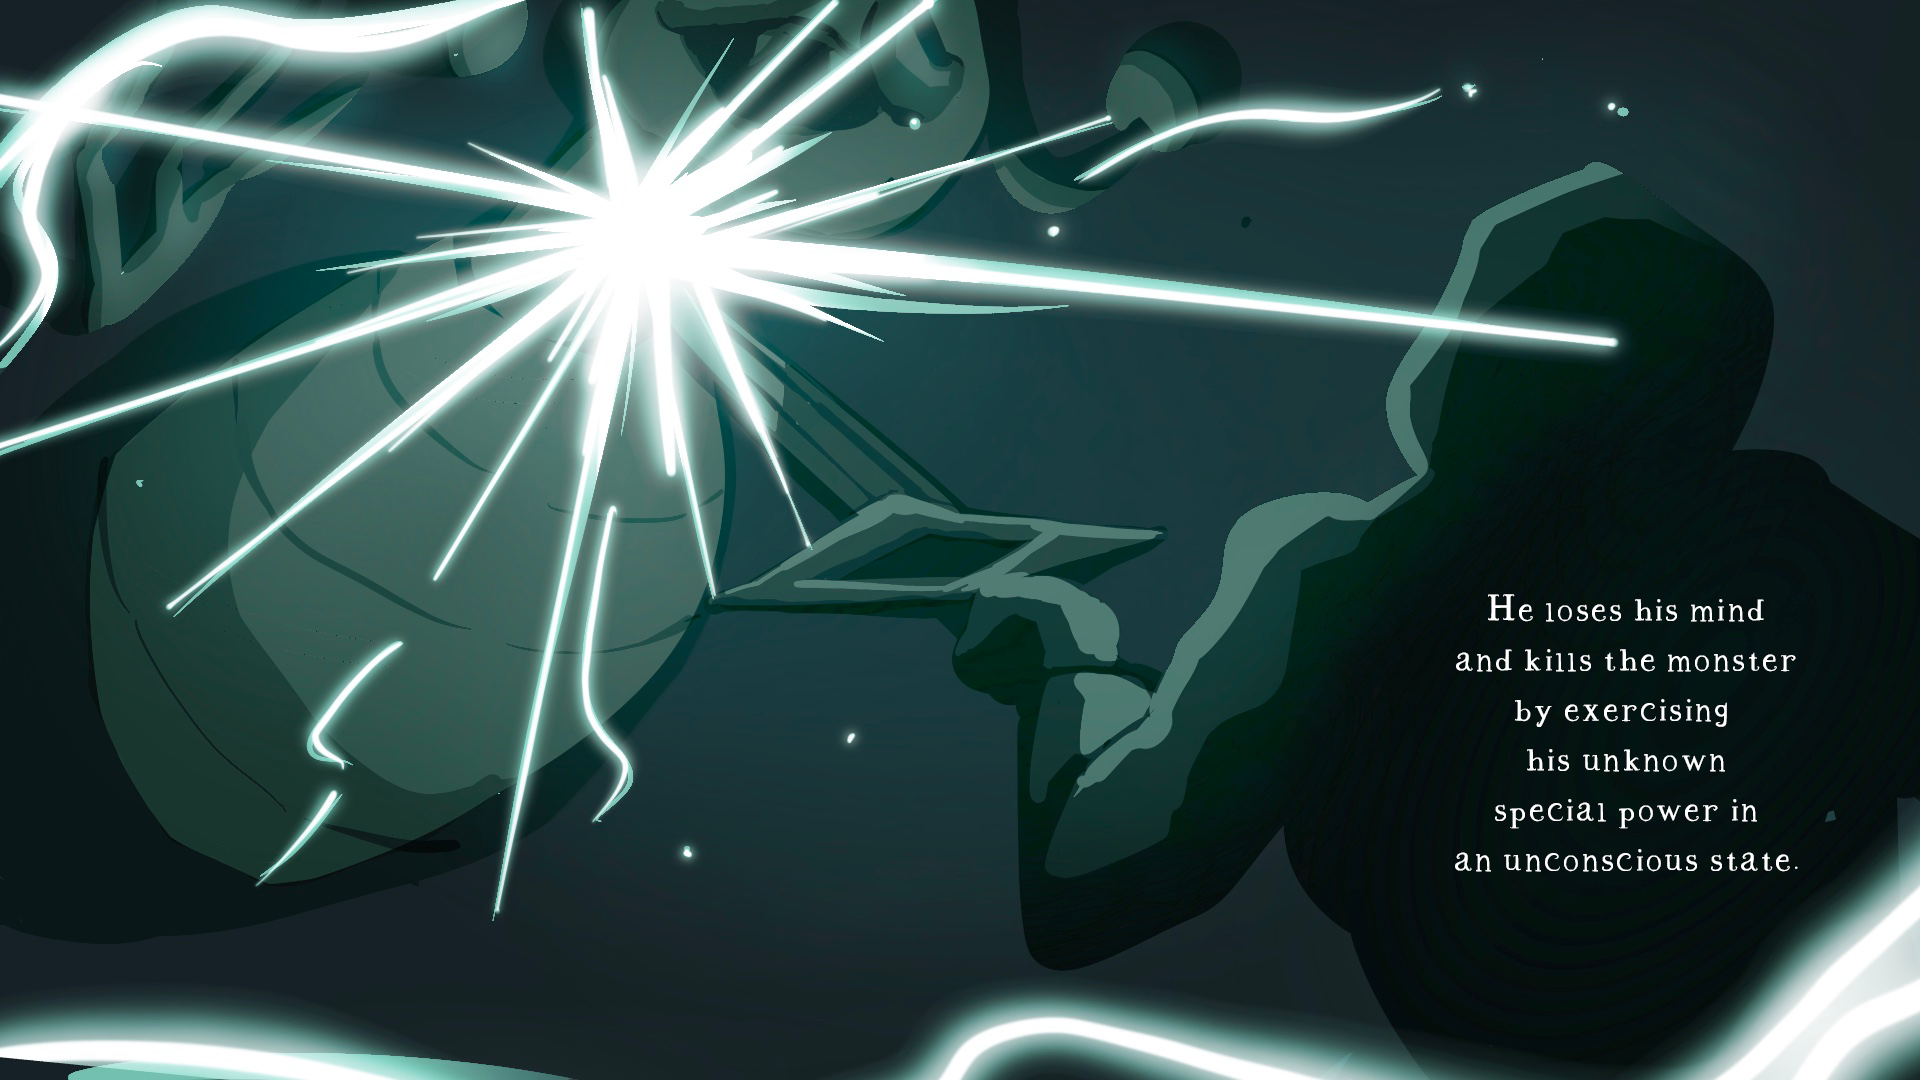 He loses his mind
and kills the monster
by exercising
his unknown
special power in
an unconscious state.